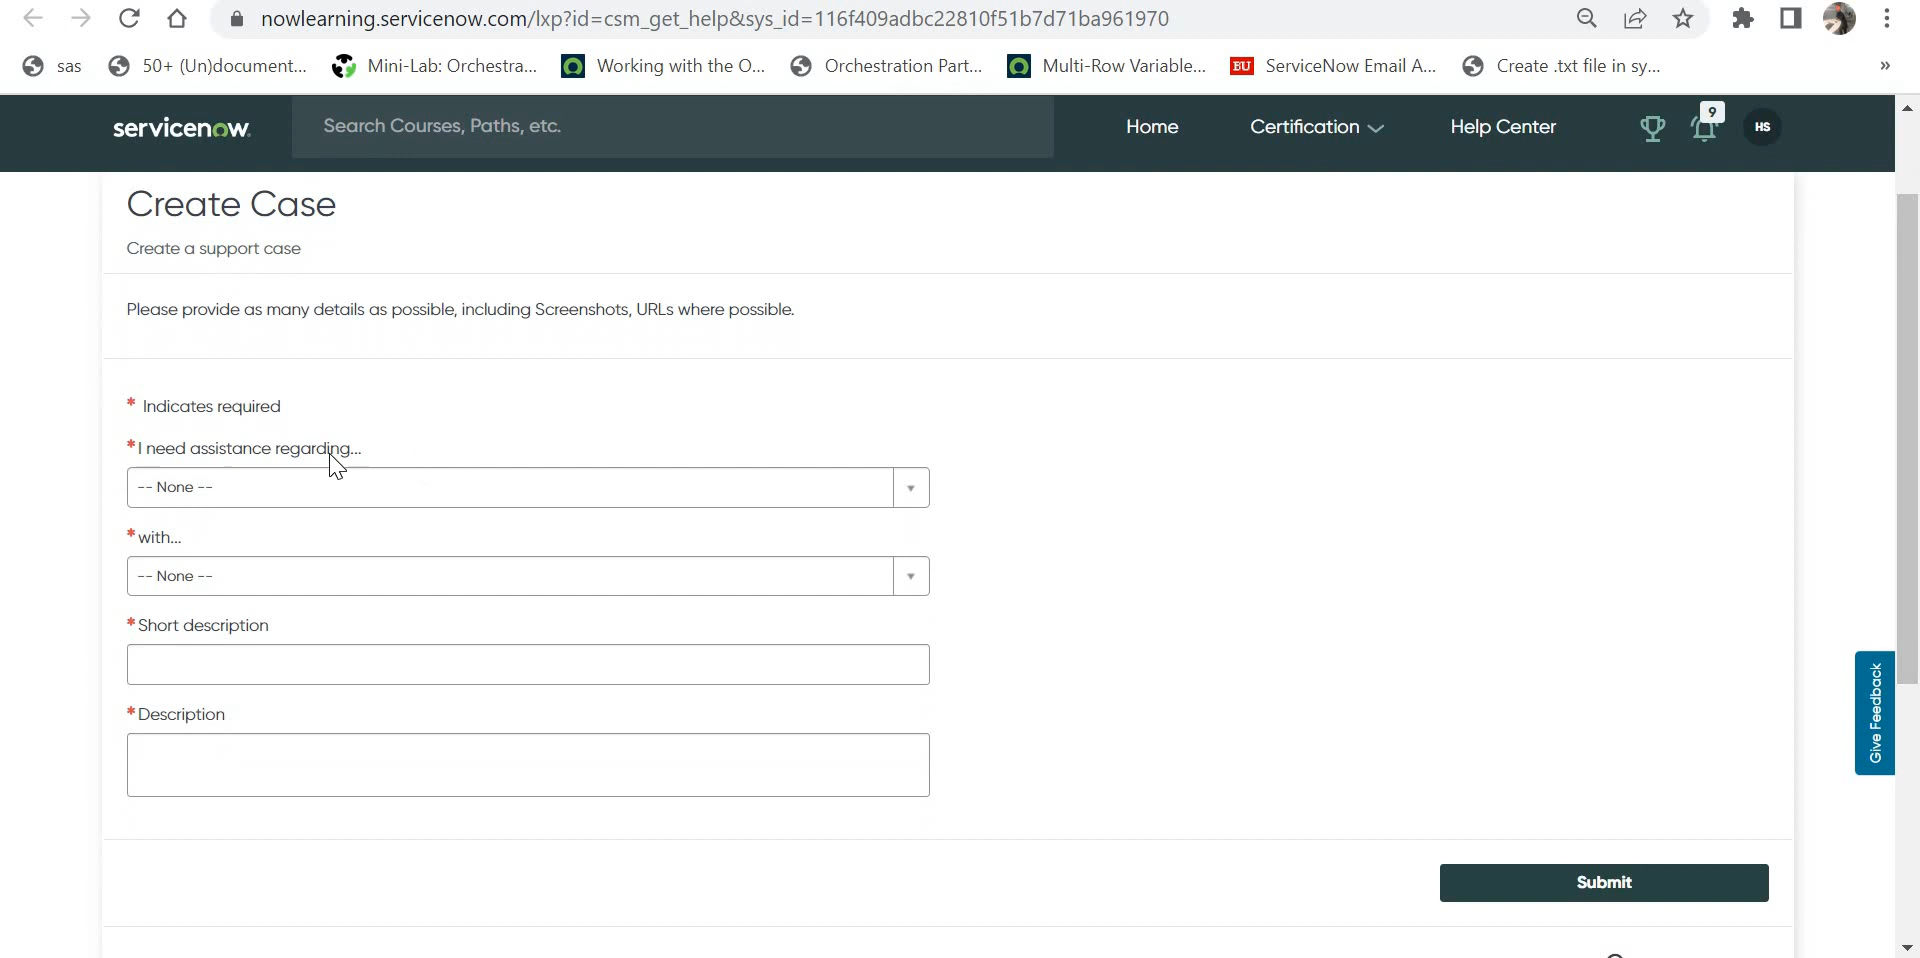 nowlearning.servicenow.com/lxp?id=csm_get_help&sys_id=116f409adbc22810f51b7d71ba961970
sas 50+ (Un)document... Mini-Lab: Orchestra... Working with the O... Orchestration Part... Multi-Row Variable... BU ServiceNow Email A... Create .txt file in sy... »
servicenow. Search Courses, Paths, etc. Home Certification Help Center 9 HS
Create Case
Create a support case
Please provide as many details as possible, including Screenshots, URLs where possible.
* Indicates required
* I need assistance regarding...
-- None --
* with...
-- None --
* Short description
* Description
Give Feedback
Submit